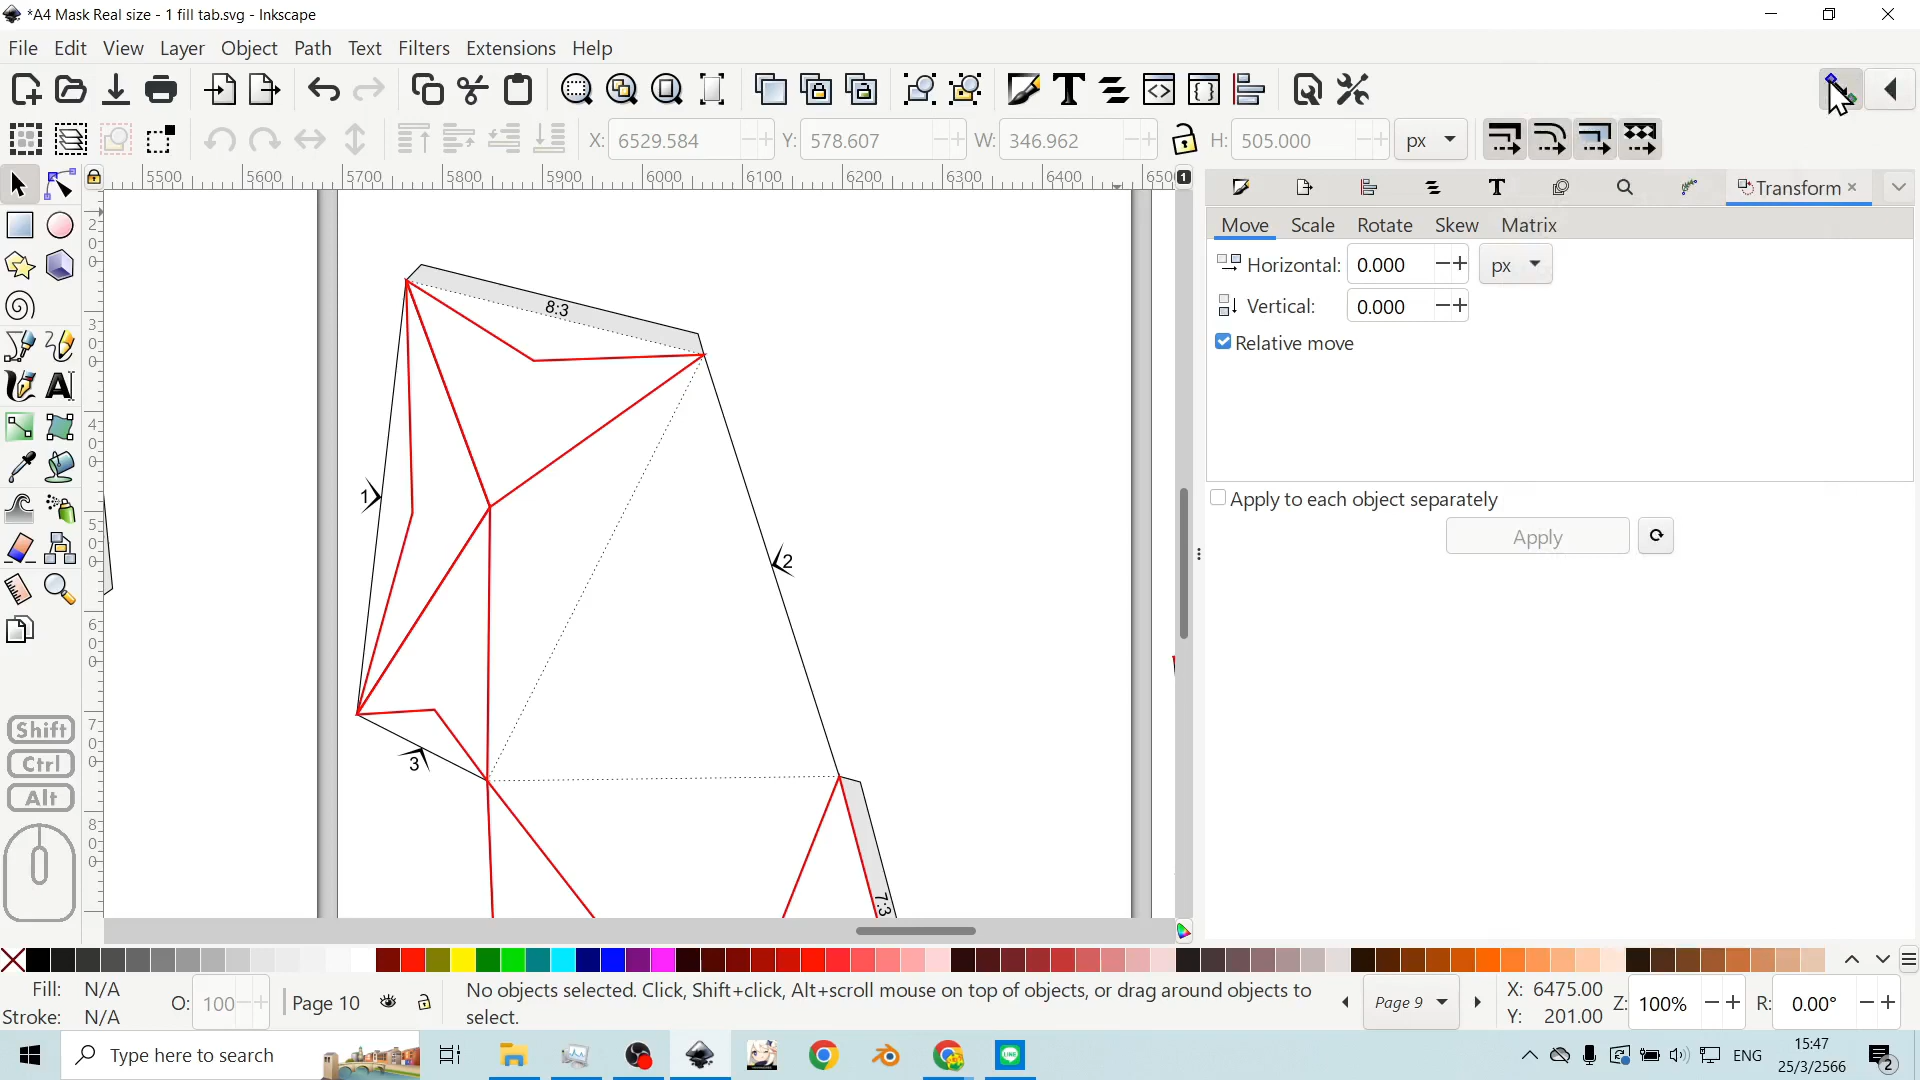 *A4 Mask Real size - 1 fill tab.svg - Inkscape
File Edit View Layer Object Path Text Filters Extensions Help
X: 6529.584 Y: 578.607 W: 346.962 H: 505.000 px
5500 5600 5700 5800 5900 6000 6100 6200 6300 6400 650 1
Transform
Move Scale Rotate Skew Matrix
Horizontal: 0.000 px
Vertical: 0.000
Relative move
8:3
1
2
3
7:3
Apply to each object separately
Apply
Shift
Ctrl
Alt
Fill: N/A
Stroke: N/A
O: 100
Page 10
No objects selected. Click, Shift+click, Alt+scroll mouse on top of objects, or drag around objects to
select.
Page 9
X: 6475.00
Y: 201.00
Z: 100%
R: 0.00°
Type here to search
LINE
ENG
15:47
25/3/2566
2